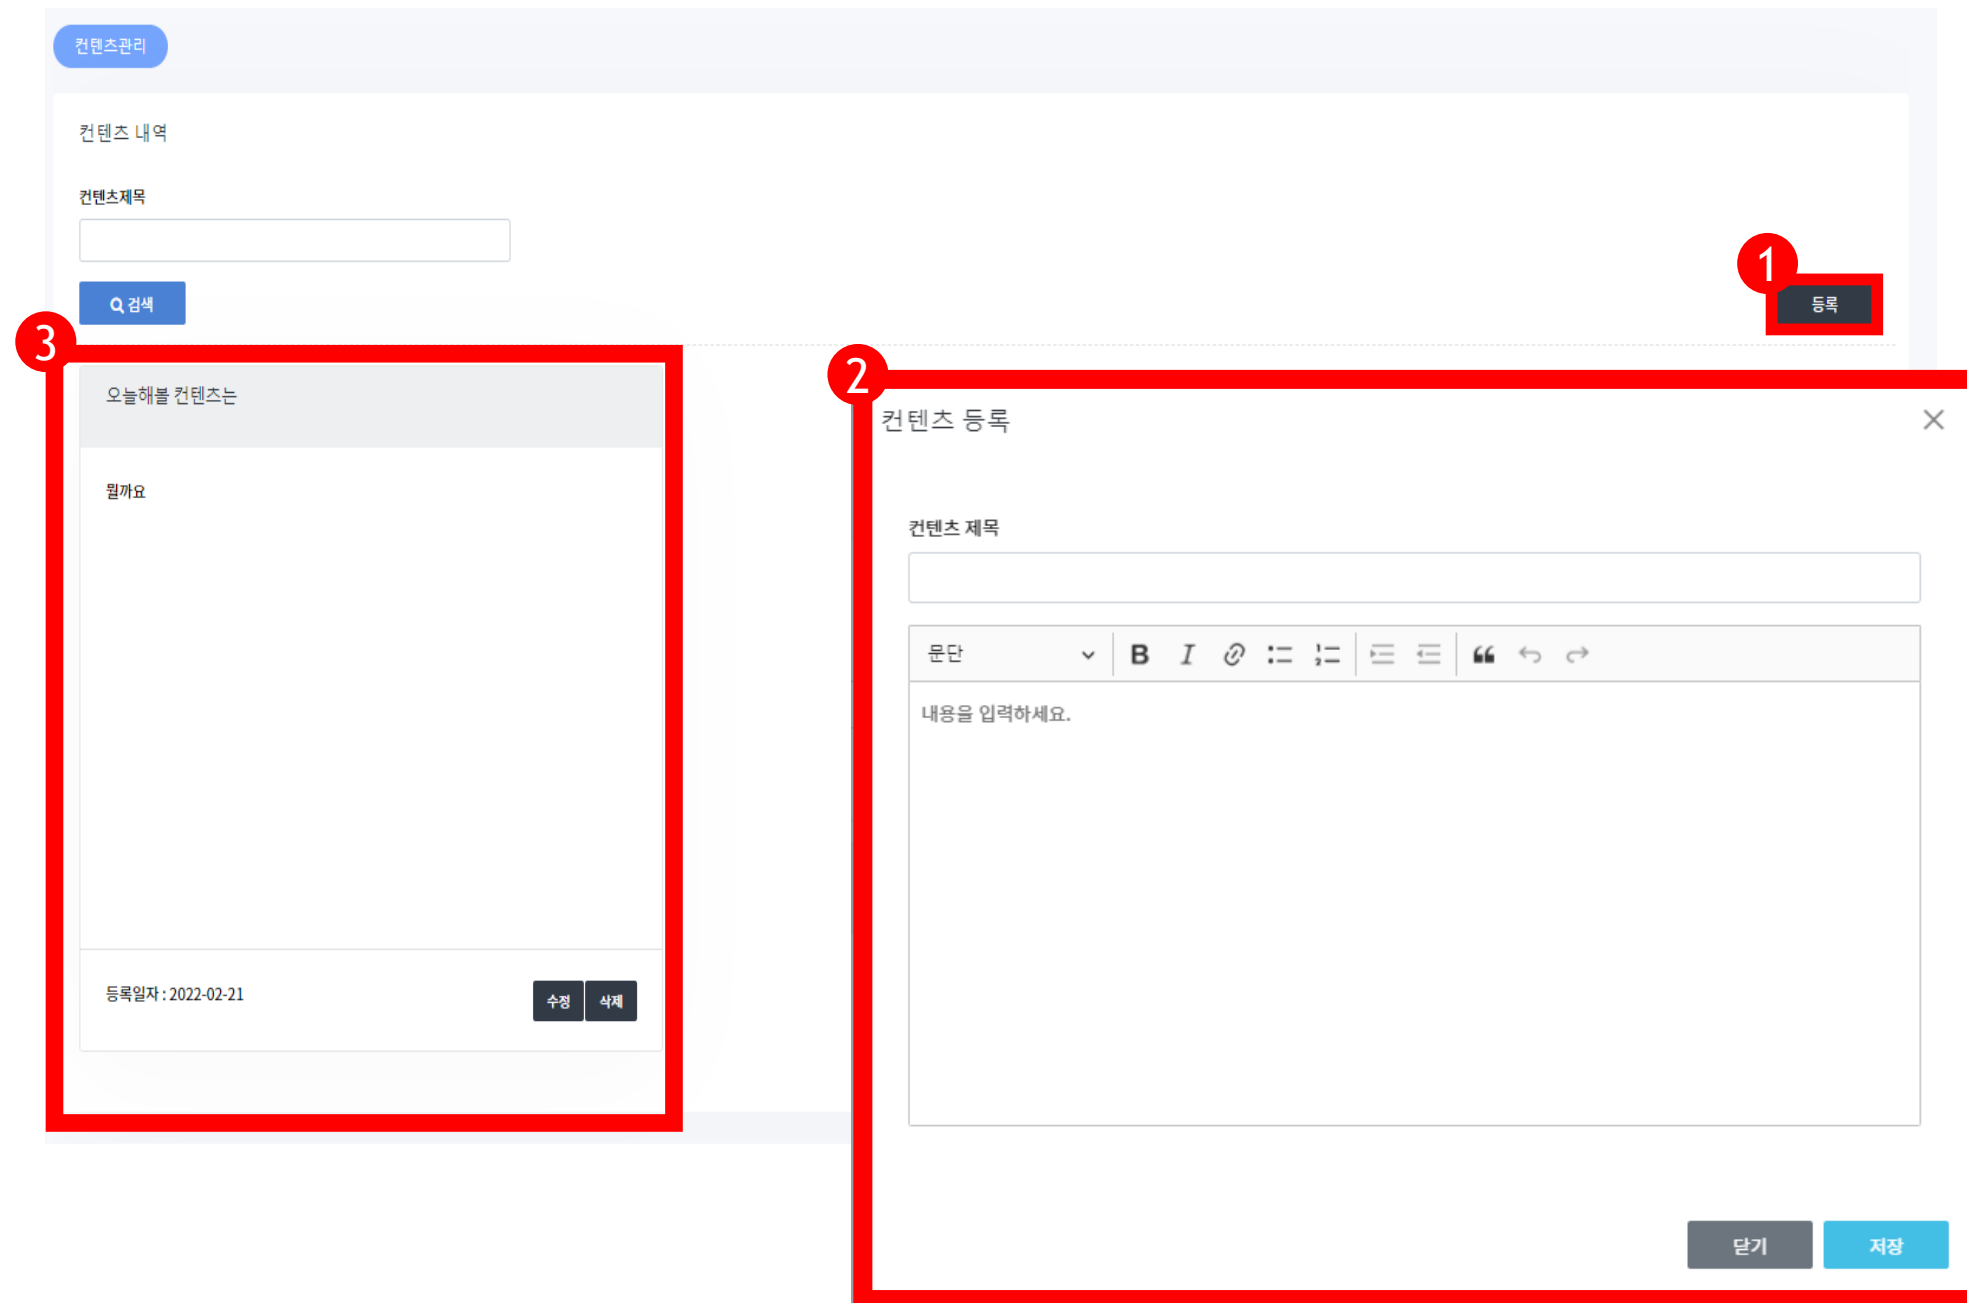 컨텐츠관리
컨텐츠 내역
컨텐츠제목
검색
1
등록
3
오늘해볼 컨텐츠는
뭘까요
등록일자 : 2022-02-21
수정 삭제
2
컨텐츠 등록
컨텐츠 제목
문단
내용을 입력하세요.
닫기 저장